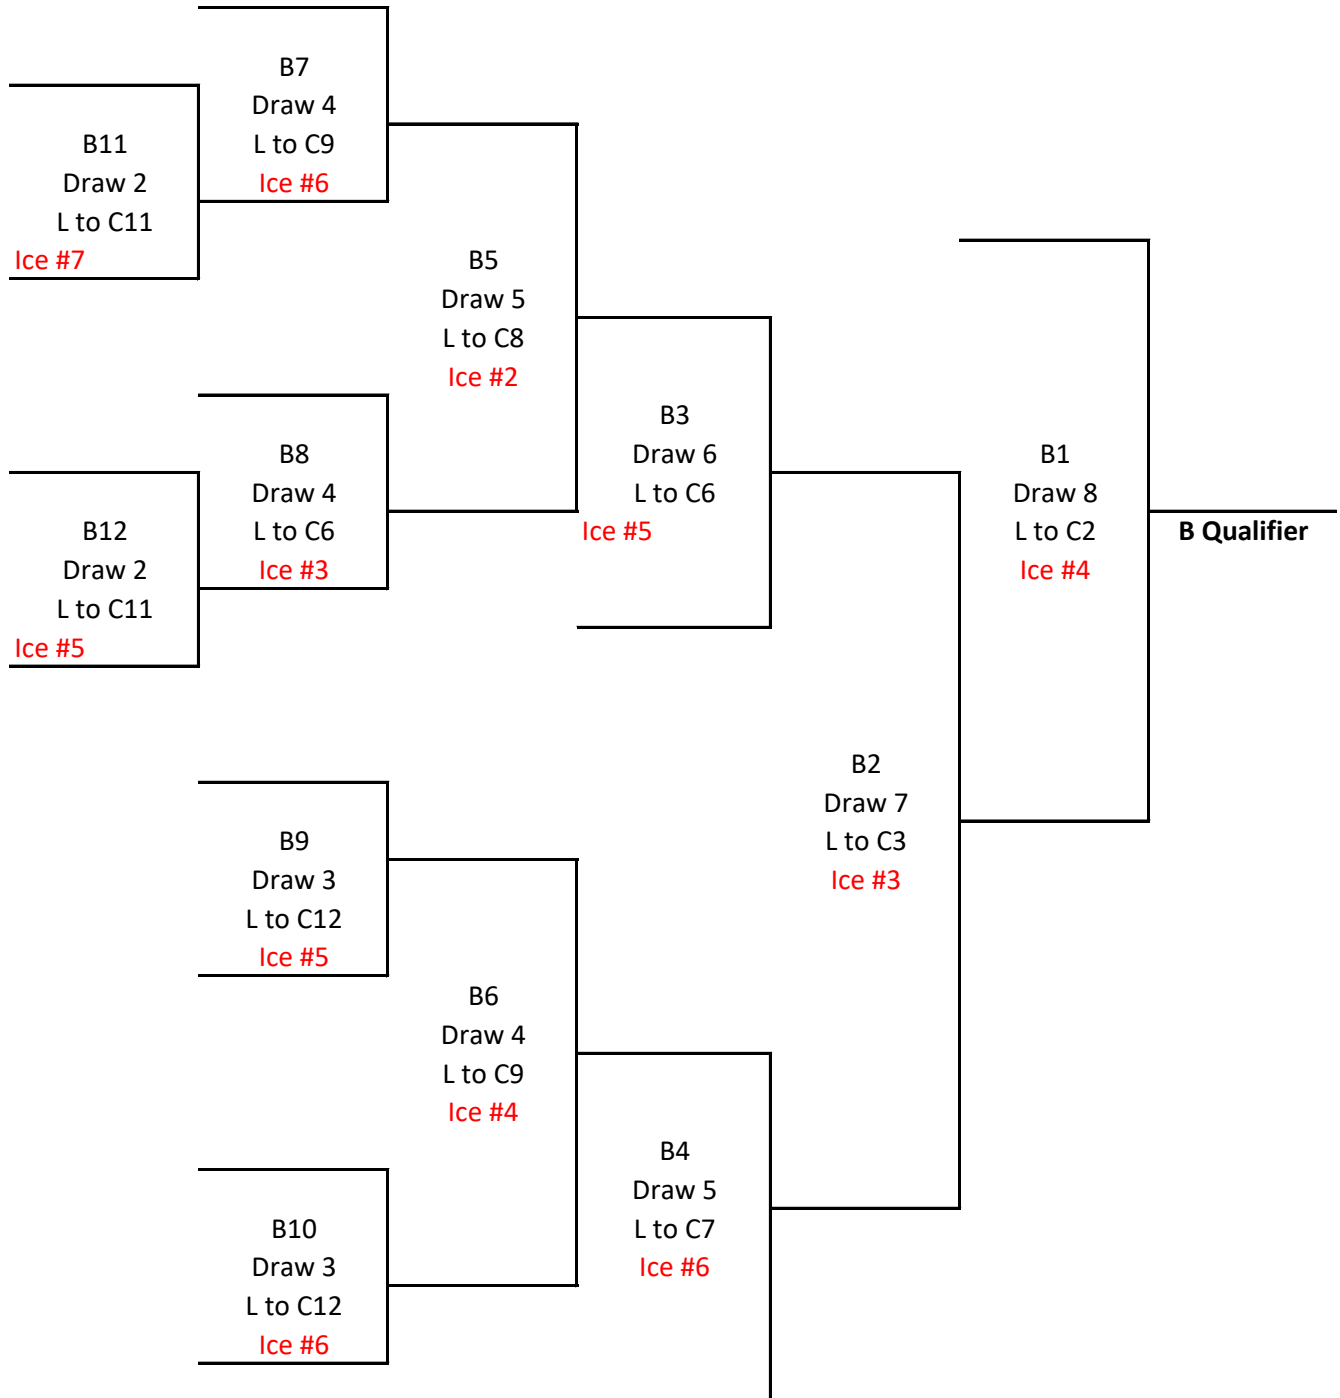 B7
Draw 4
L to C9
Ice #6
B11
Draw 2
L to C11
Ice #7
B5
Draw 5
L to C8
Ice #2
B8
Draw 4
L to C6
Ice #3
B12
Draw 2
L to C11
Ice #5
B3
Draw 6
L to C6
Ice #5
B1
Draw 8
L to C2
Ice #4
B Qualifier
B2
Draw 7
L to C3
Ice #3
B9
Draw 3
L to C12
Ice #5
B6
Draw 4
L to C9
Ice #4
B4
Draw 5
L to C7
Ice #6
B10
Draw 3
L to C12
Ice #6